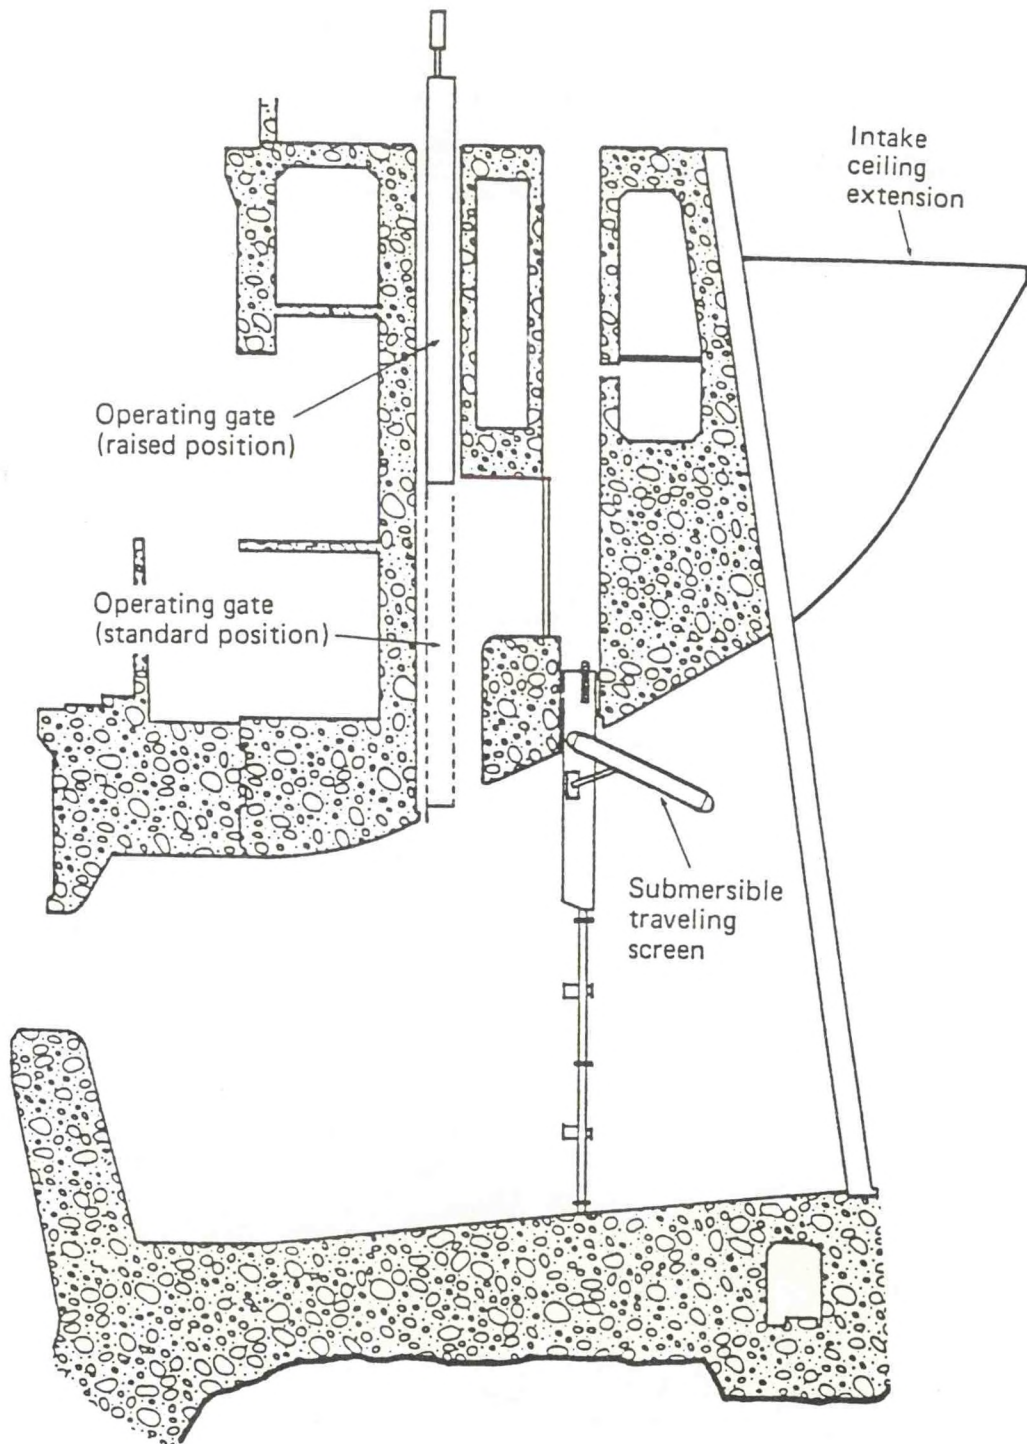 Intake
ceiling
extension
Operating gate
(raised position)
Operating gate
(standard position)
Submersible
traveling
screen